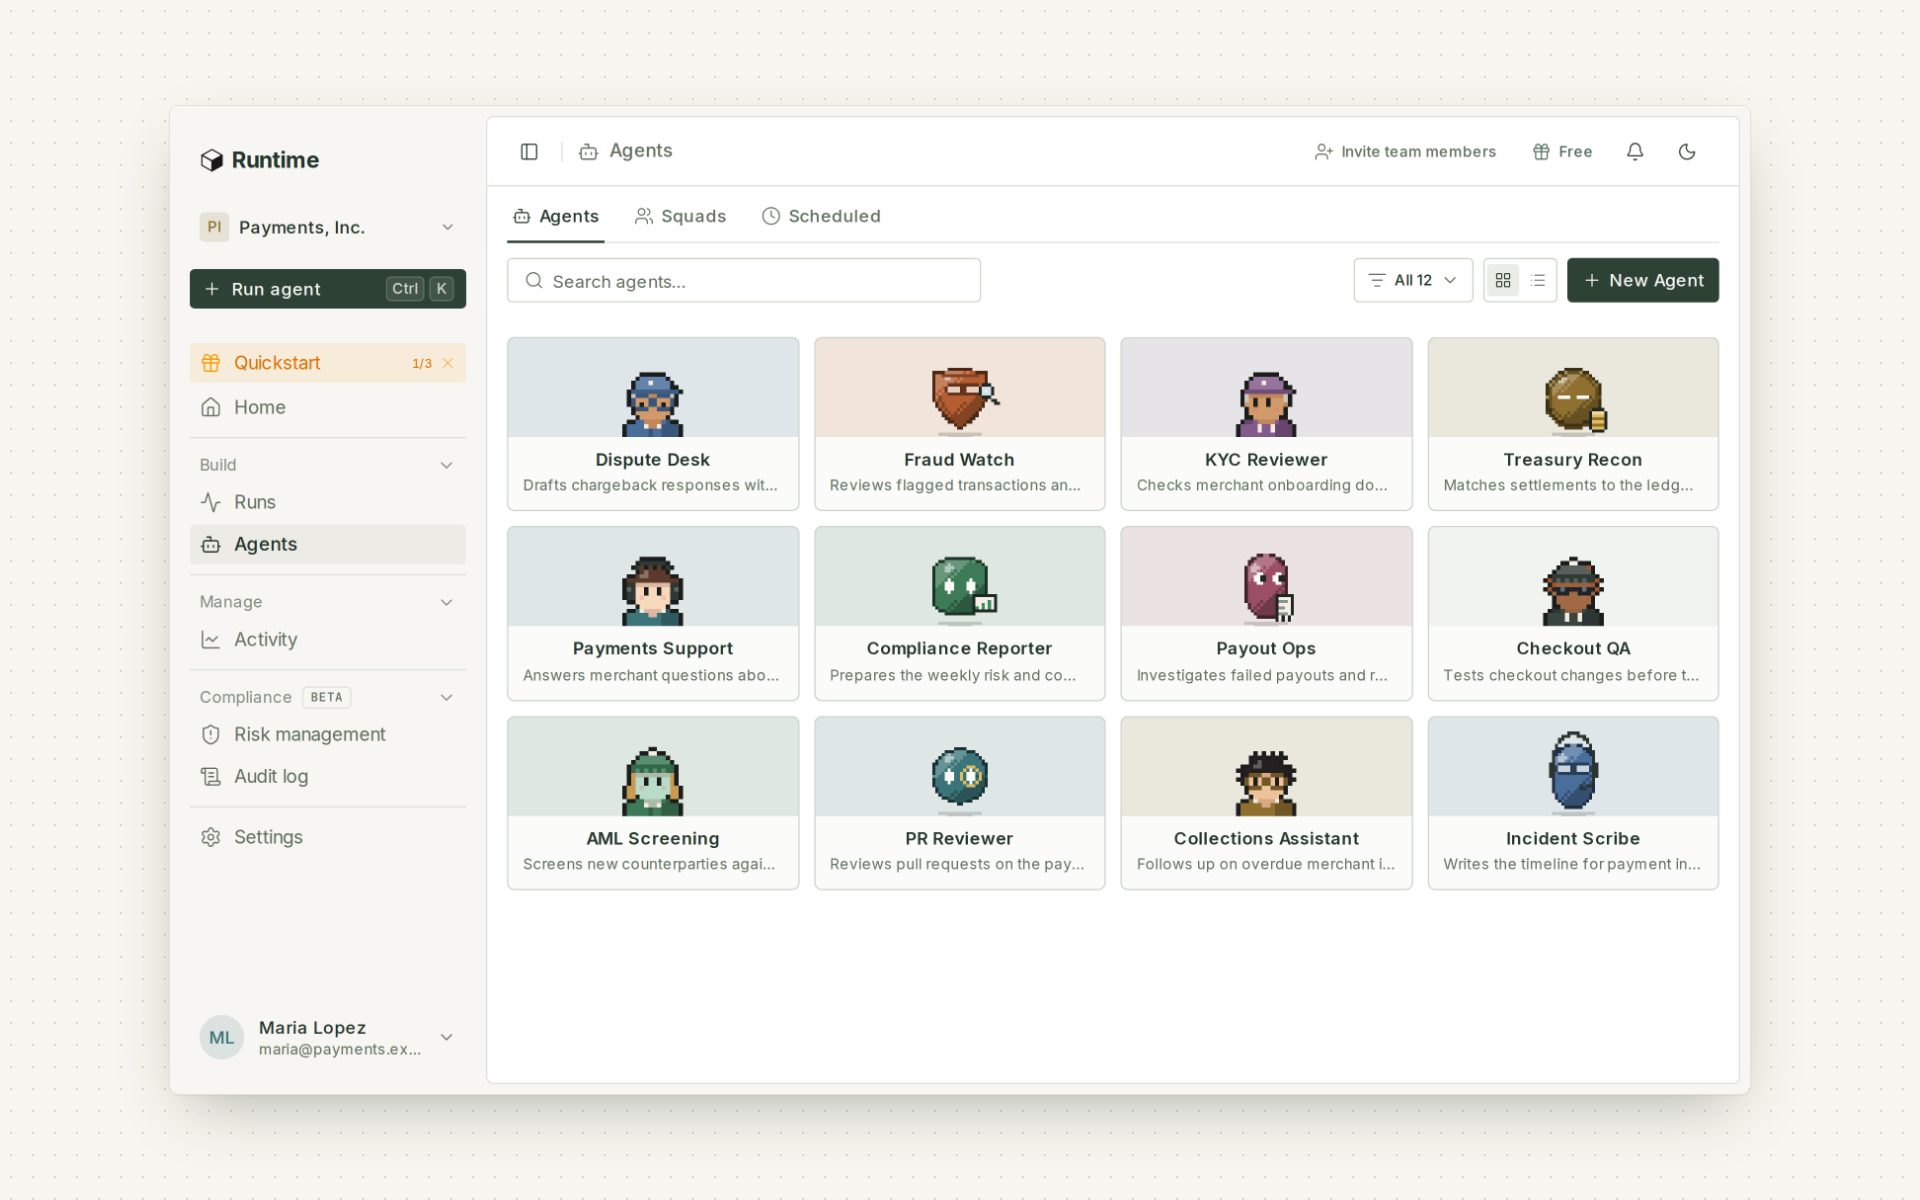 Runtime
PI Payments, Inc.
Run agent Ctrl K
Quickstart 1/3
Home
Build
Runs
Agents
Manage
Activity
Compliance BETA
Risk management
Audit log
Settings
ML Maria Lopez
maria@payments.ex...
Agents
Invite team members
Free
Agents
Squads
Scheduled
Search agents...
All 12
New Agent
Dispute Desk
Drafts chargeback responses wit...
Fraud Watch
Reviews flagged transactions an...
KYC Reviewer
Checks merchant onboarding do...
Treasury Recon
Matches settlements to the ledg...
Payments Support
Answers merchant questions abo...
Compliance Reporter
Prepares the weekly risk and co...
Payout Ops
Investigates failed payouts and r...
Checkout QA
Tests checkout changes before t...
AML Screening
Screens new counterparties agai...
PR Reviewer
Reviews pull requests on the pay...
Collections Assistant
Follows up on overdue merchant i...
Incident Scribe
Writes the timeline for payment in...